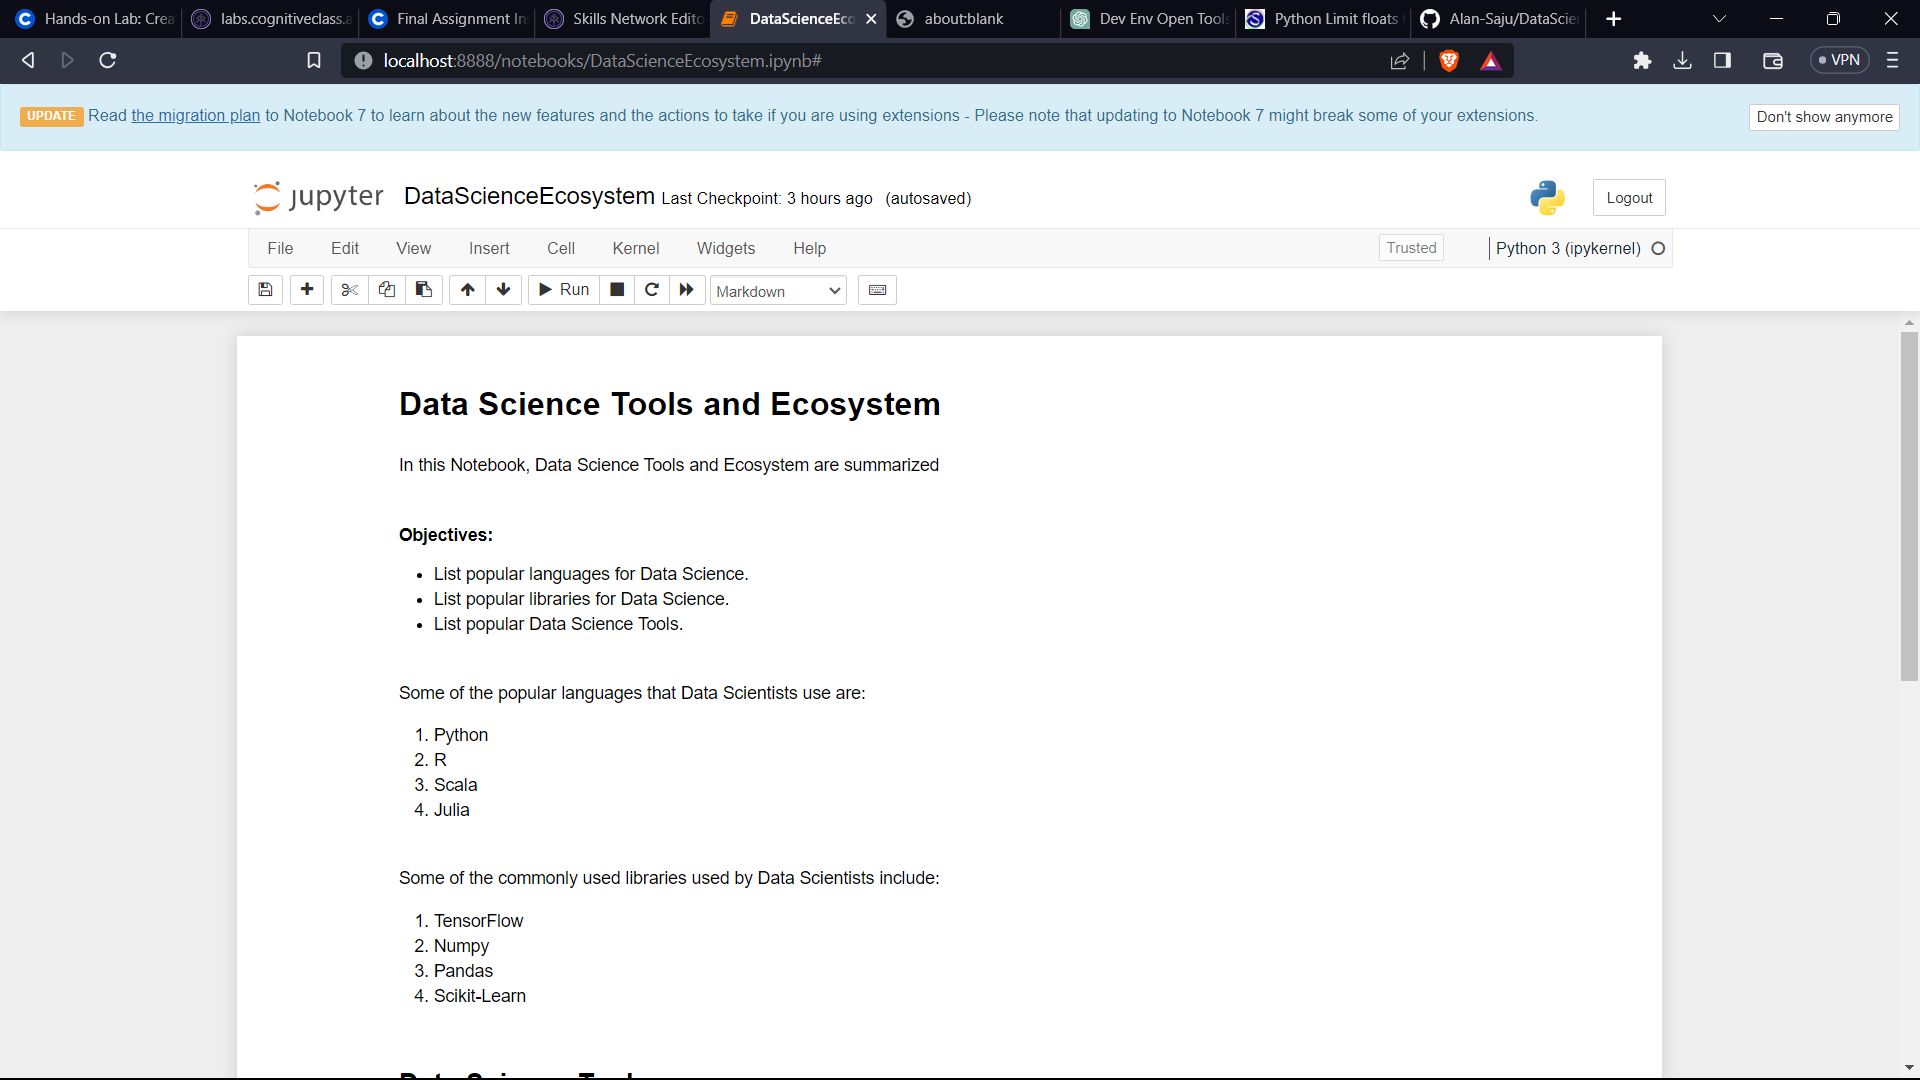 Hands-on Lab: Crea
labs.cognitiveclass.a
Final Assignment In
Skills Network Edito
DataScienceEco
about:blank
Dev Env Open Tools
Python Limit floats
Alan-Saju/DataScien
localhost:8888/notebooks/DataScienceEcosystem.ipynb#
VPN
UPDATE Read the migration plan to Notebook 7 to learn about the new features and the actions to take if you are using extensions - Please note that updating to Notebook 7 might break some of your extensions.
Don't show anymore
jupyter DataScienceEcosystem Last Checkpoint: 3 hours ago (autosaved)
Logout
File Edit View Insert Cell Kernel Widgets Help
Trusted
Python 3 (ipykernel)
Run
Markdown
Data Science Tools and Ecosystem
In this Notebook, Data Science Tools and Ecosystem are summarized
Objectives:
• List popular languages for Data Science.
• List popular libraries for Data Science.
• List popular Data Science Tools.
Some of the popular languages that Data Scientists use are:
1. Python
2. R
3. Scala
4. Julia
Some of the commonly used libraries used by Data Scientists include:
1. TensorFlow
2. Numpy
3. Pandas
4. Scikit-Learn